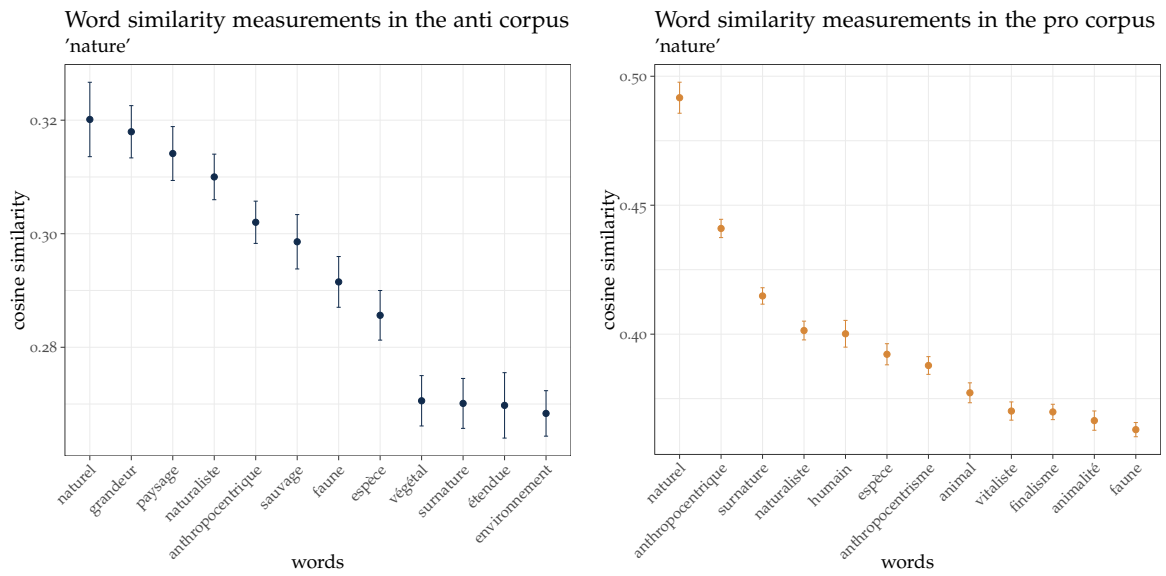 Word similarity measurements in the anti corpus
'nature'
cosine similarity
0.32
0.30
0.28
naturel
grandeur
paysage
naturaliste
anthropocentrique
sauvage
faune
espèce
végétal
surnature
étendue
environnement
words
Word similarity measurements in the pro corpus
'nature'
cosine similarity
0.50
0.45
0.40
naturel
anthropocentrique
surnature
naturaliste
humain
espèce
anthropocentrisme
animal
vitaliste
finalisme
animalité
faune
words